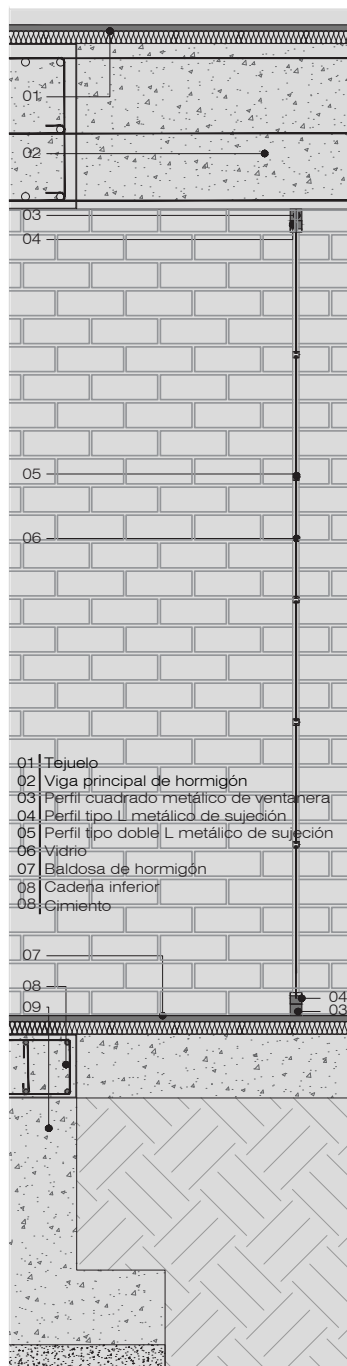 01
02
03
04
05
06
01 Tejuelo
02 Viga principal de hormigón
03 Perfil cuadrado metálico de ventanera
04 Perfil tipo L metálico de sujeción
05 Perfil tipo doble L metálico de sujeción
06 Vidrio
07 Baldosa de hormigón
08 Cadena inferior
08 Cimiento
07
08
09
04
03